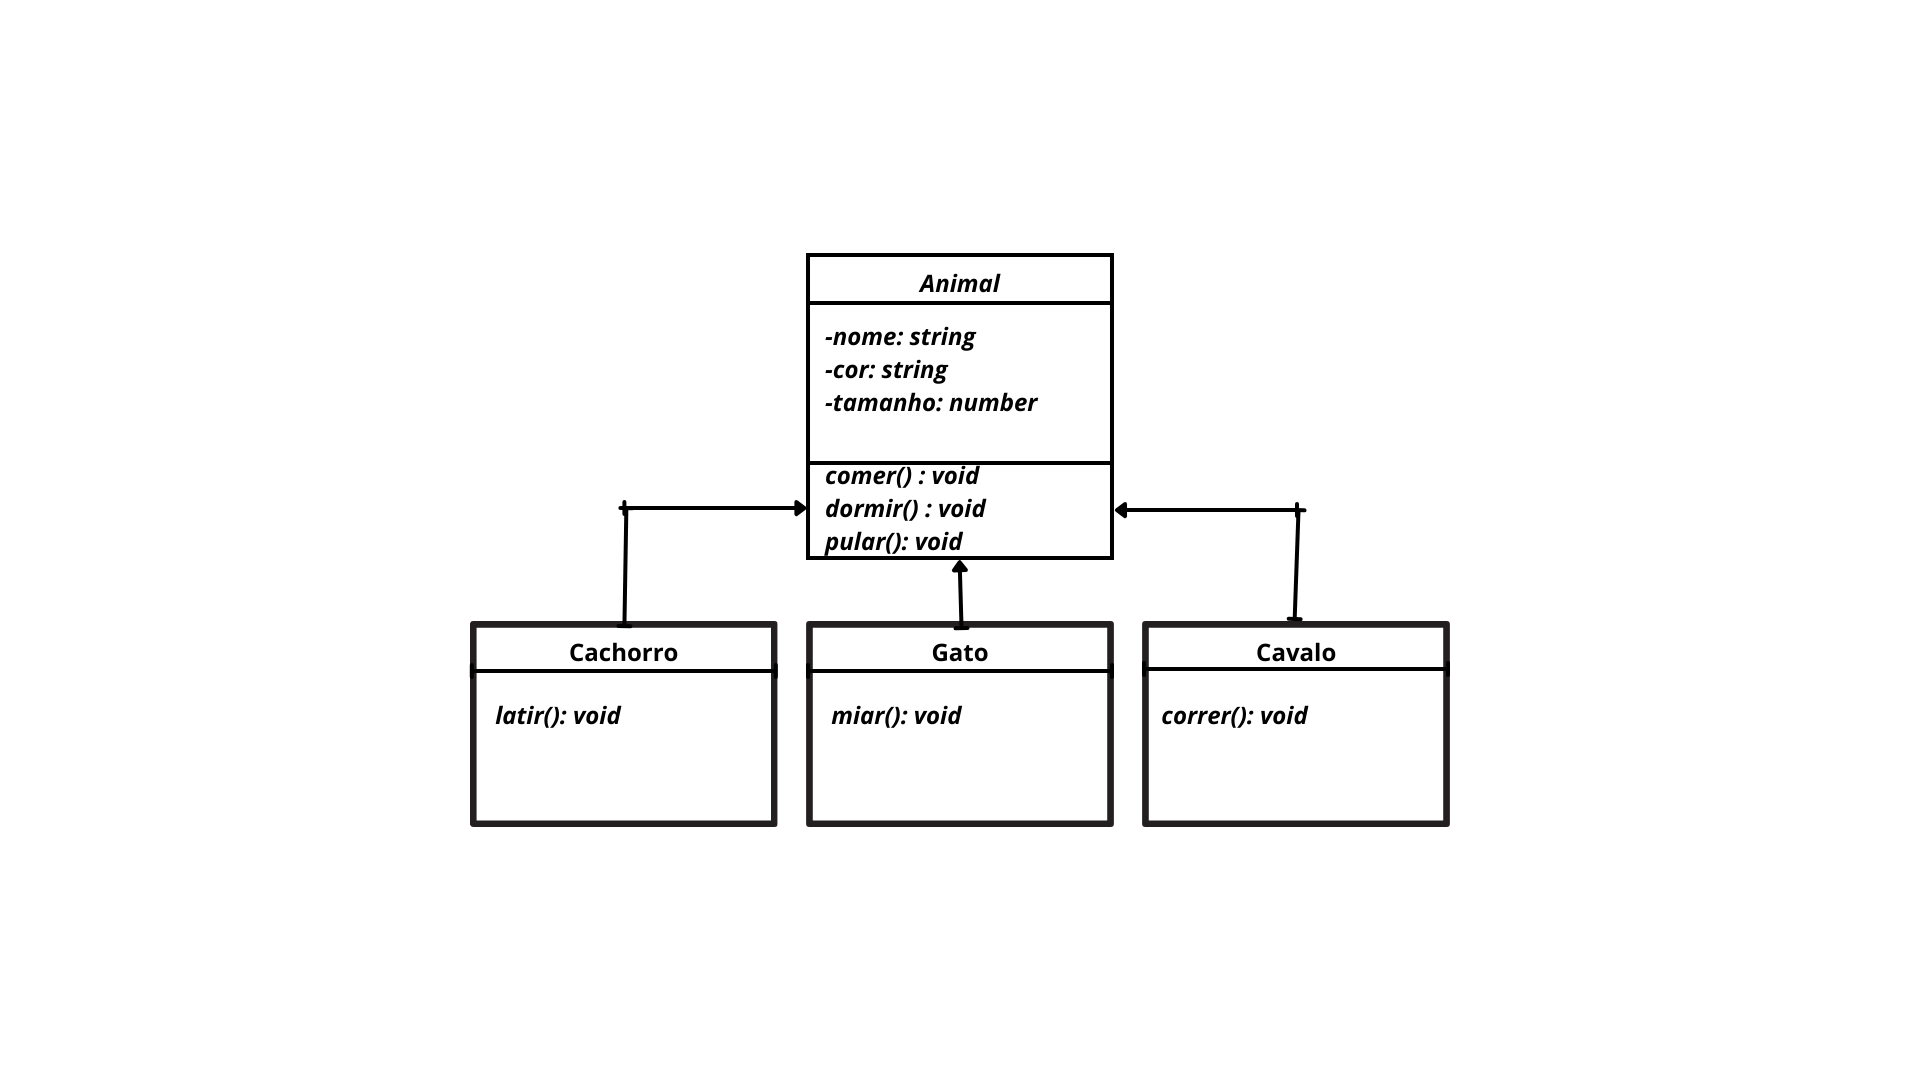 Animal
-nome: string
-cor: string
-tamanho: number
comer() : void
dormir() : void
pular(): void
Cachorro
latir(): void
Gato
miar(): void
Cavalo
correr(): void